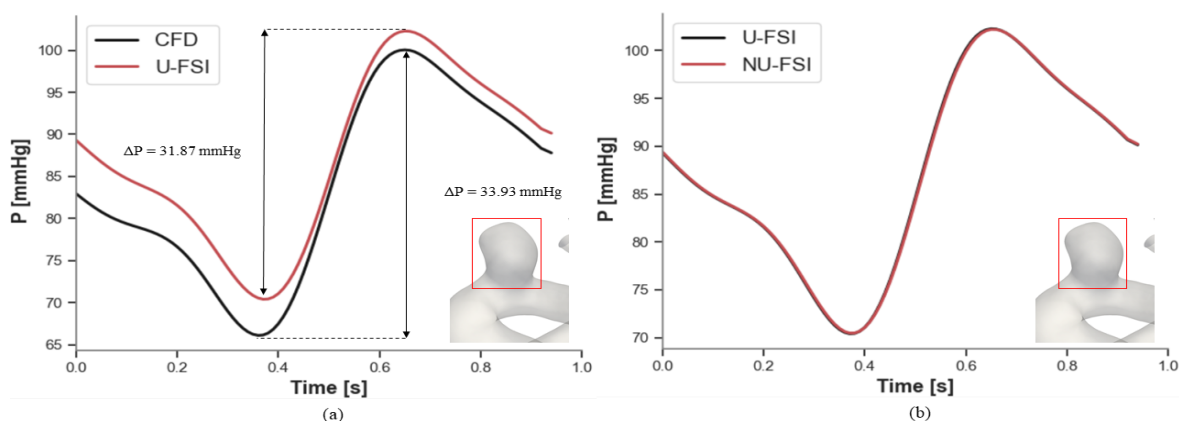 CFD
U-FSI
100
95
90
85
80
75
70
65
P [mmHg]
ΔP = 31.87 mmHg
ΔP = 33.93 mmHg
0.0 0.2 0.4 0.6 0.8 1.0
Time [s]
(a)
U-FSI
NU-FSI
100
95
90
85
80
75
70
P [mmHg]
0.0 0.2 0.4 0.6 0.8 1.0
Time [s]
(b)